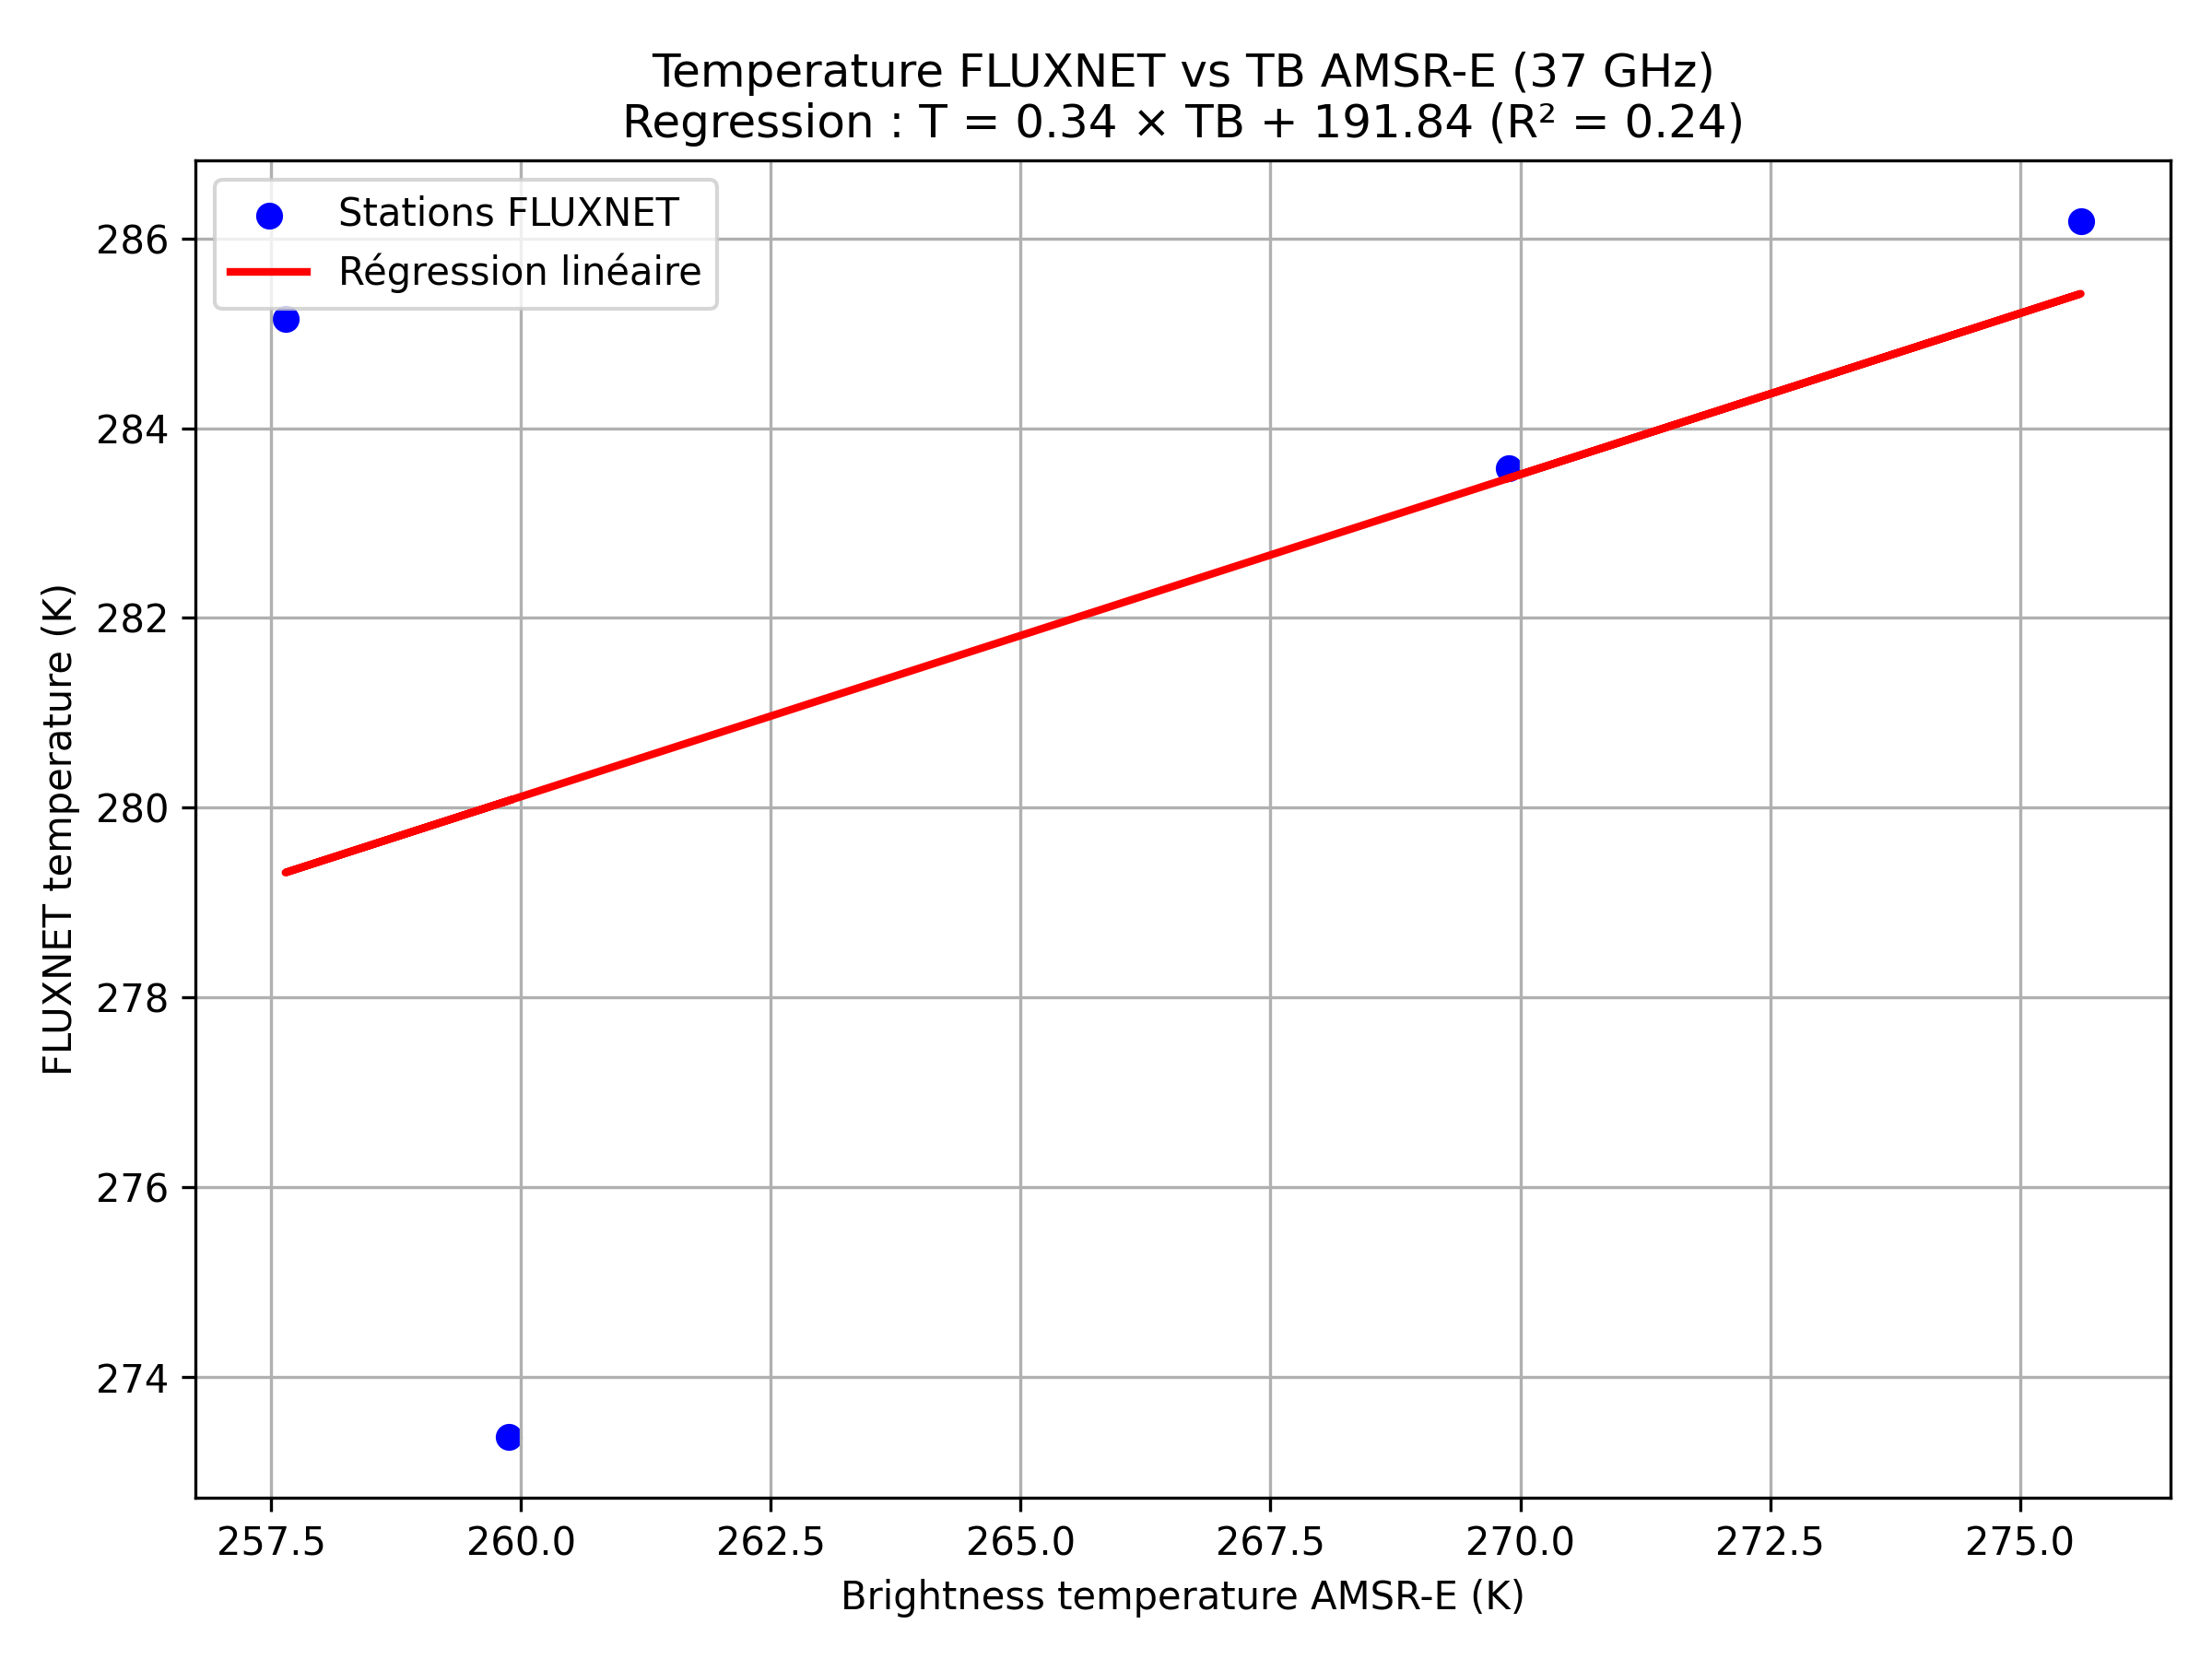 Temperature FLUXNET vs TB AMSR-E (37 GHz)
Regression : T = 0.34 × TB + 191.84 (R² = 0.24)
Stations FLUXNET
Régression linéaire
286
284
282
280
278
276
274
FLUXNET temperature (K)
257.5 260.0 262.5 265.0 267.5 270.0 272.5 275.0
Brightness temperature AMSR-E (K)